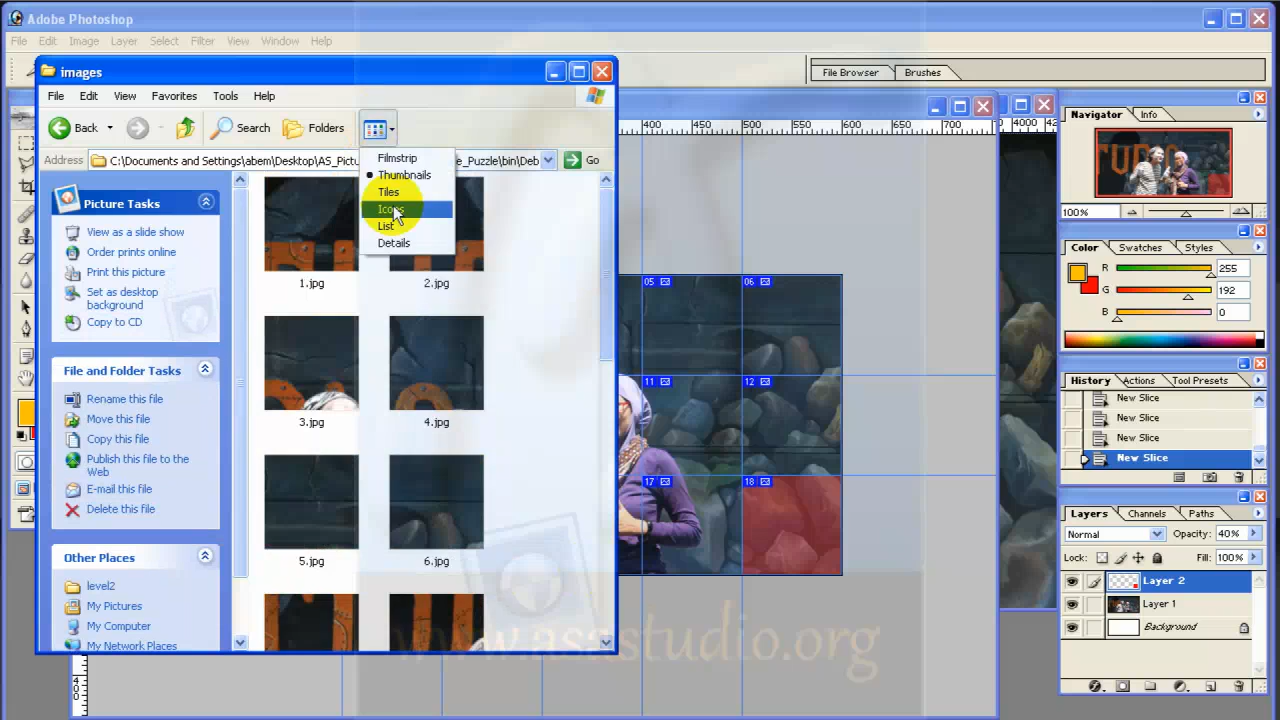 Adobe Photoshop
File Edit Image Layer Select Filter View Window Help
File Browser Brushes
images
File Edit View Favorites Tools Help
Back Search Folders
Address C:\Documents and Settings\abem\Desktop\AS_Pictu e_Puzzle\bin\Deb Go
Filmstrip
Thumbnails
Tiles
Icons
List
Details
Picture Tasks
View as a slide show
Order prints online
Print this picture
Set as desktop
background
Copy to CD
File and Folder Tasks
Rename this file
Move this file
Copy this file
Publish this file to the
Web
E-mail this file
Delete this file
Other Places
level2
My Pictures
My Computer
My Network Places
1.jpg 2.jpg
3.jpg 4.jpg
5.jpg 6.jpg
400 450 500 550 600 650 700
4000
05 06
11 12
17 18
400
www.asastudio.org
Navigator Info
100%
Color Swatches Styles
R 255
G 192
B 0
History Actions Tool Presets
New Slice
New Slice
New Slice
New Slice
Layers Channels Paths
Normal Opacity: 40%
Lock: Fill: 100%
Layer 2
Layer 1
Background